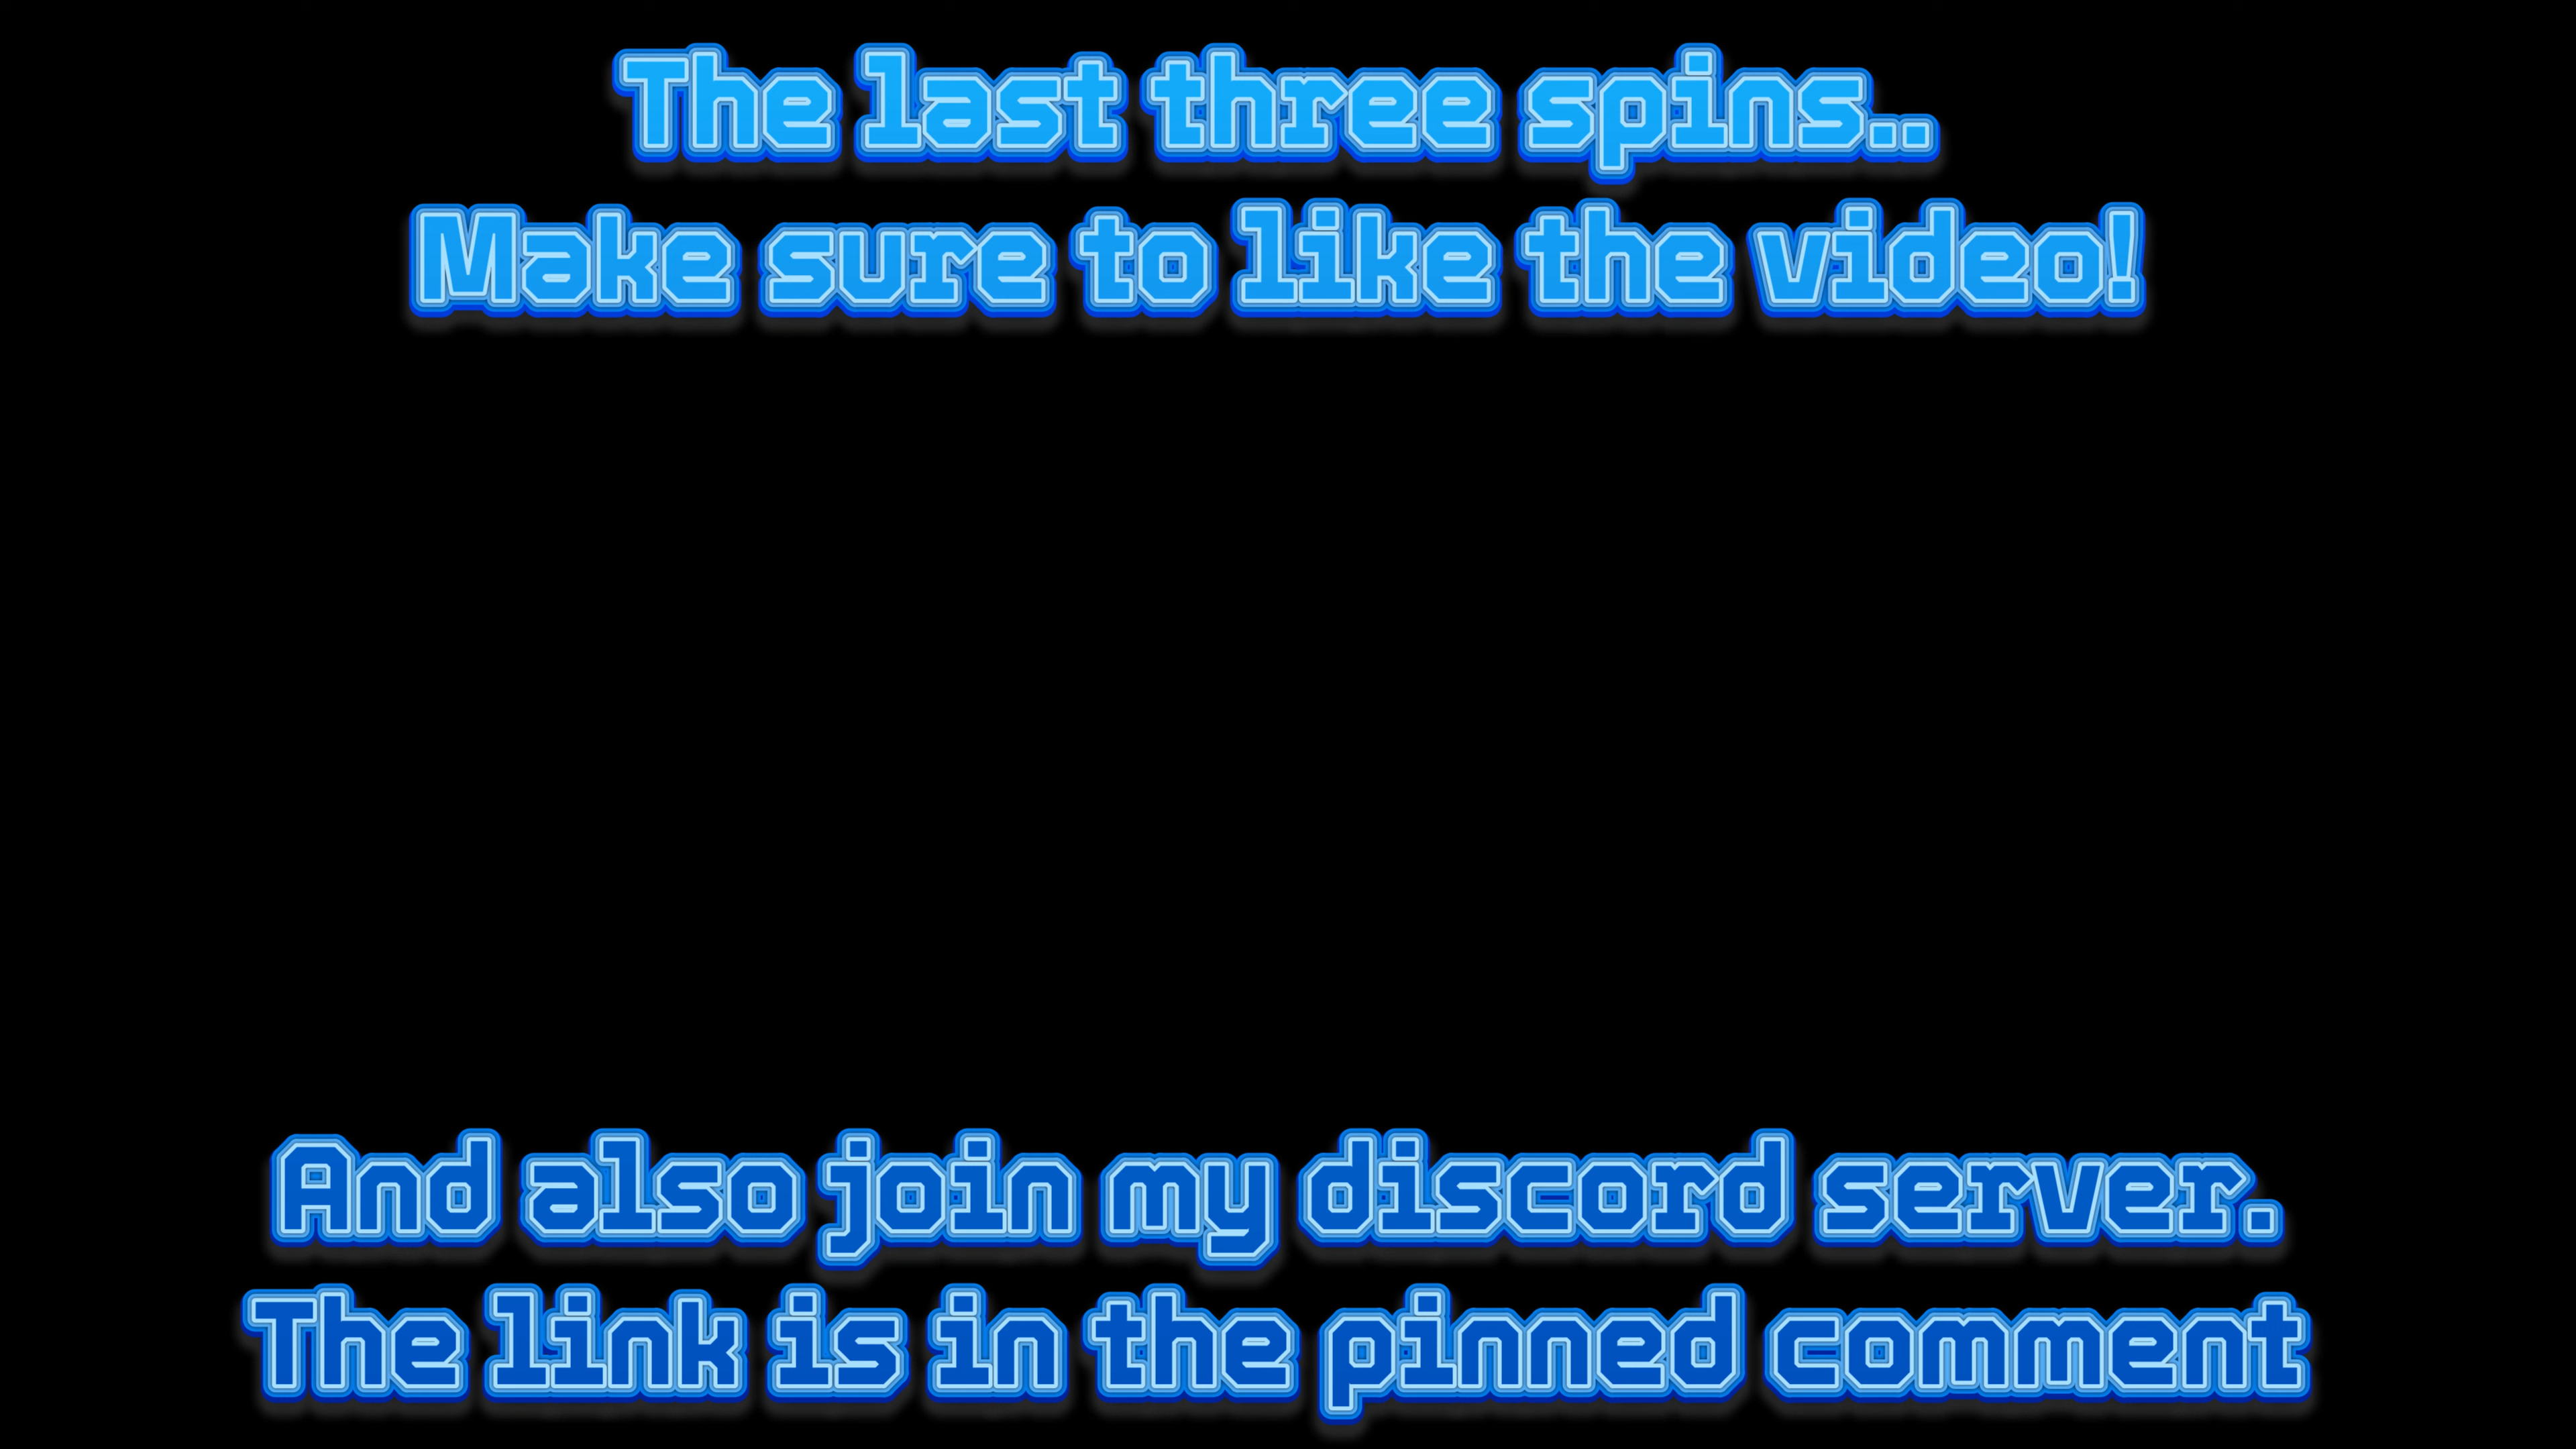 The last three spins..
Make sure to like the video!
And also join my discord server.
The link is in the pinned comment